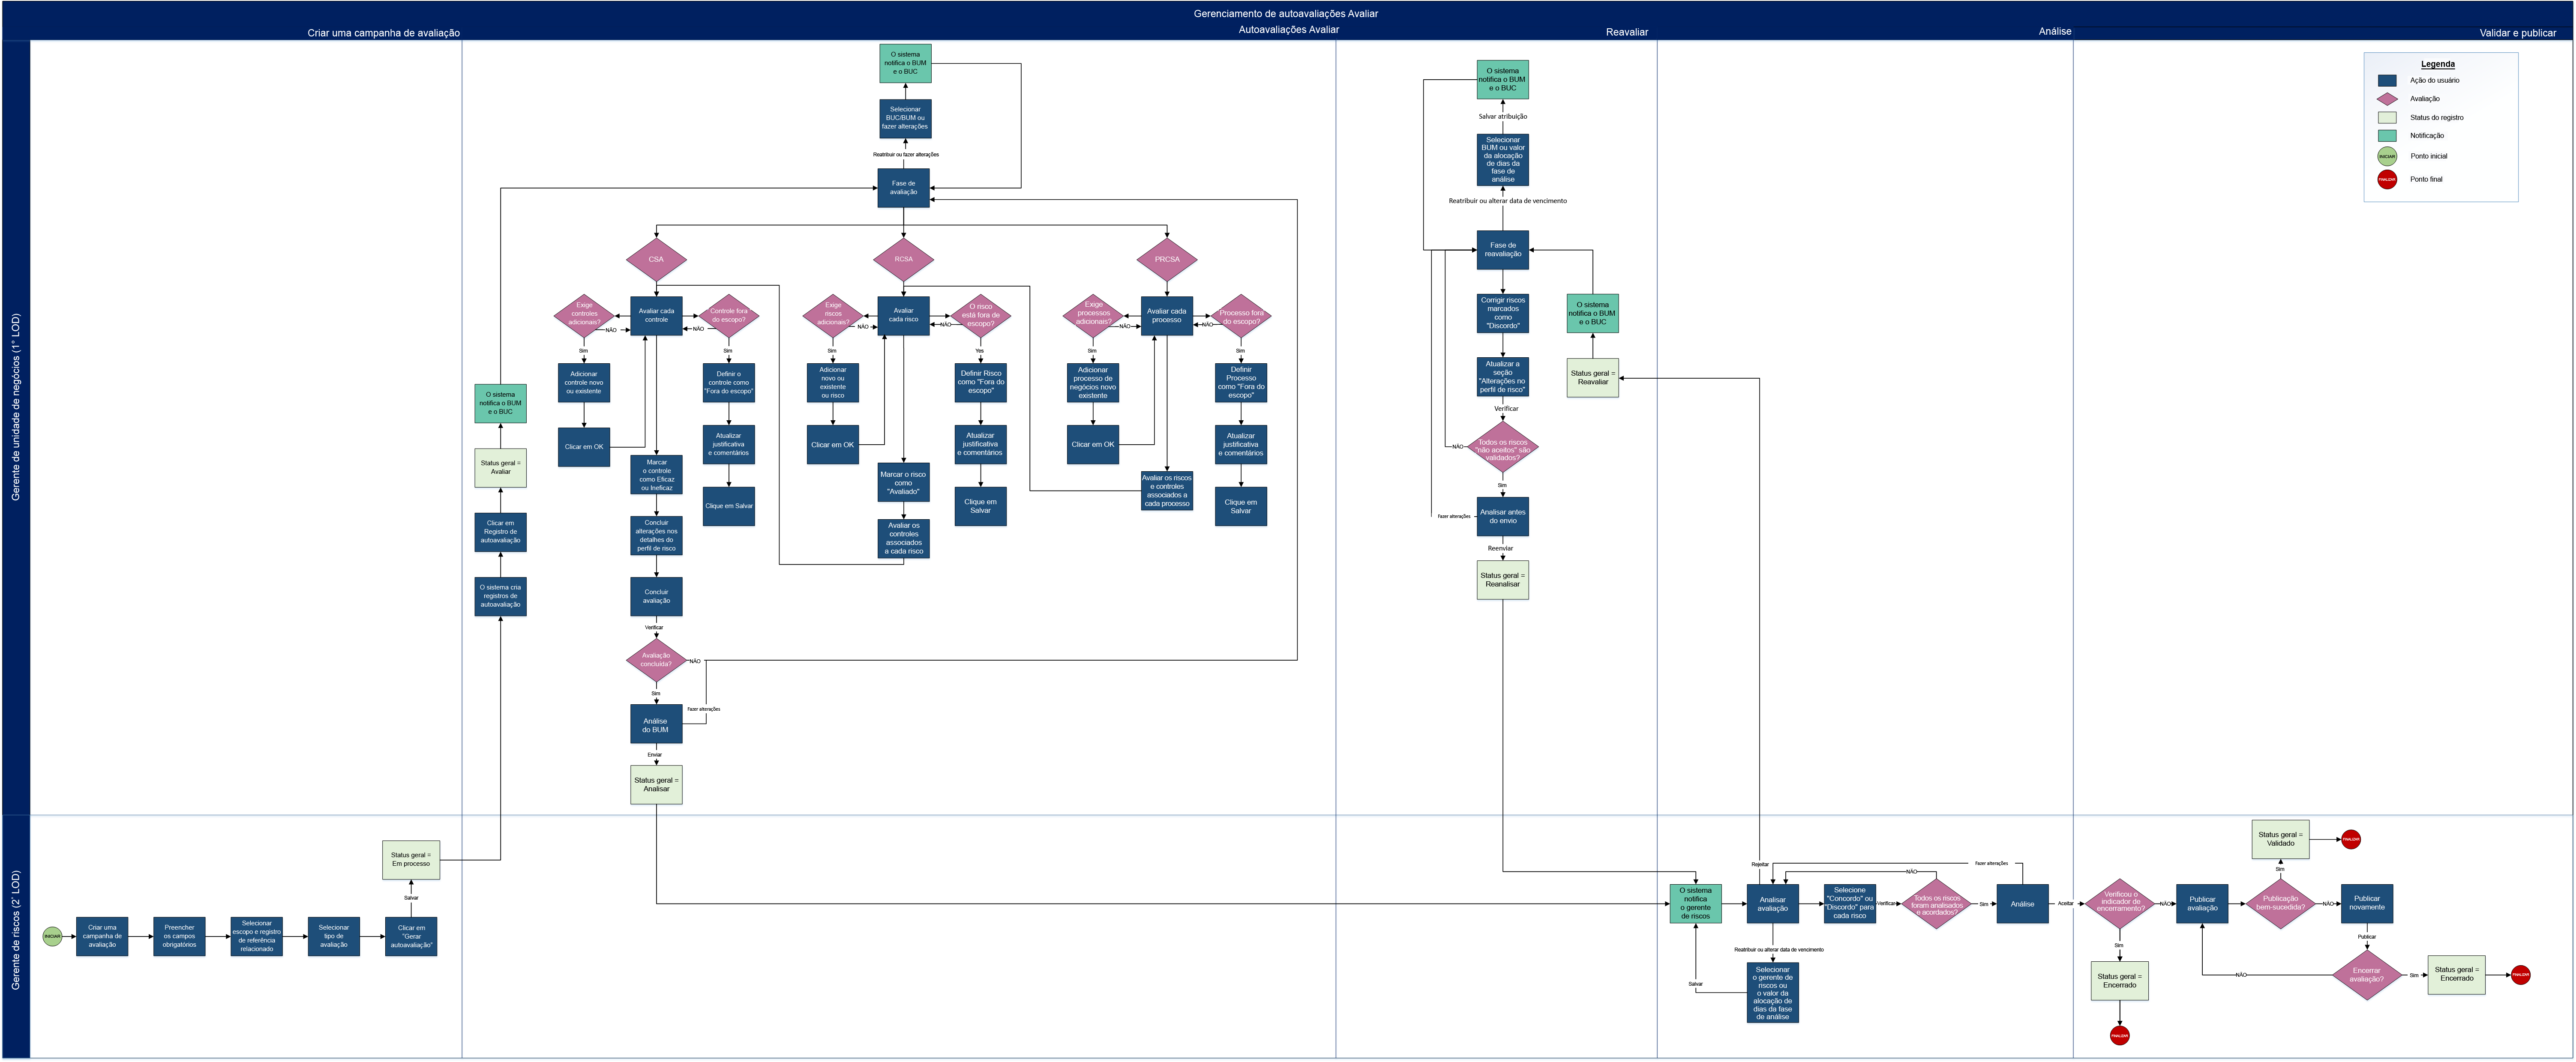 Gerenciamento de autoavaliações Avaliar
Criar uma campanha de avaliação
Autoavaliações Avaliar
Reavaliar
Análise
Validar e publicar
Gerente de unidade de negócios (1° LOD)
Gerente de riscos (2° LOD)
Legenda
Ação do usuário
Avaliação
Status do registro
Notificação
INICIAR
Ponto inicial
FINALIZAR
Ponto final
INICIAR
Criar uma
campanha de
avaliação
Preencher
os campos
obrigatórios
Selecionar
escopo e registro
de referência
relacionado
Selecionar
tipo de
avaliação
Clicar em
"Gerar
autoavaliação"
Salvar
Status geral =
Em processo
O sistema cria
registros de
autoavaliação
Clicar em
Registro de
autoavaliação
Status geral =
Avaliar
O sistema
notifica o BUM
e o BUC
O sistema
notifica o BUM
e o BUC
Selecionar
BUC/BUM ou
fazer alterações
Reatribuir ou fazer alterações
Fase de
avaliação
CSA
RCSA
PRCSA
Exige
controles
adicionais?
NÃO
Avaliar cada
controle
Controle fora
do escopo?
NÃO
Sim
Sim
Adicionar
controle novo
ou existente
Clicar em OK
Definir o
controle como
"Fora do escopo"
Atualizar
justificativa
e comentários
Clique em Salvar
Marcar
o controle
como Eficaz
ou Ineficaz
Concluir
alterações nos
detalhes do
perfil de risco
Concluir
avaliação
Verificar
Avaliação
concluída?
NÃO
Sim
Análise
do BUM
Fazer alterações
Enviar
Status geral =
Analisar
Exige
riscos
adicionais?
NÃO
Avaliar
cada risco
O risco
está fora de
escopo?
NÃO
Sim
Yes
Adicionar
novo ou
existente
ou risco
Clicar em OK
Definir Risco
como "Fora do
escopo"
Atualizar
justificativa
e comentários
Clique em
Salvar
Marcar o risco
como
"Avaliado"
Avaliar os
controles
associados
a cada risco
Exige
processos
adicionais?
NÃO
Avaliar cada
processo
Processo fora
do escopo?
NÃO
Sim
Sim
Adicionar
processo de
negócios novo
existente
Clicar em OK
Definir
Processo
como "Fora do
escopo"
Atualizar
justificativa
e comentários
Clique em
Salvar
Avaliar os riscos
e controles
associados a
cada processo
O sistema
notifica o BUM
e o BUC
Salvar atribuição
Selecionar
BUM ou valor
da alocação
de dias da
fase de
análise
Reatribuir ou alterar data de vencimento
Fase de
reavaliação
Corrigir riscos
marcados
como
"Discordo"
Atualizar a
seção
"Alterações no
perfil de risco"
Verificar
Todos os riscos
"não aceitos" são
validados?
NÃO
Sim
Analisar antes
do envio
Fazer alterações
Reenviar
Status geral =
Reanalisar
O sistema
notifica o BUM
e o BUC
Status geral =
Reavaliar
Rejeitar
O sistema
notifica
o gerente
de riscos
Analisar
avaliação
Selecione
"Concordo" ou
"Discordo" para
cada risco
Verificar
Todos os riscos
foram analisados
e acordados?
NÃO
Fazer alterações
Sim
Análise
Aceitar
Reatribuir ou alterar data de vencimento
Salvar
Selecionar
o gerente de
riscos ou
o valor da
alocação de
dias da fase
de análise
Verificou o
indicador de
encerramento?
NÃO
Sim
Status geral =
Encerrado
FINALIZAR
Publicar
avaliação
Publicação
bem-sucedida?
Sim
Status geral =
Validado
FINALIZAR
NÃO
Publicar
novamente
Publicar
Encerrar
avaliação?
NÃO
Sim
Status geral =
Encerrado
FINALIZAR